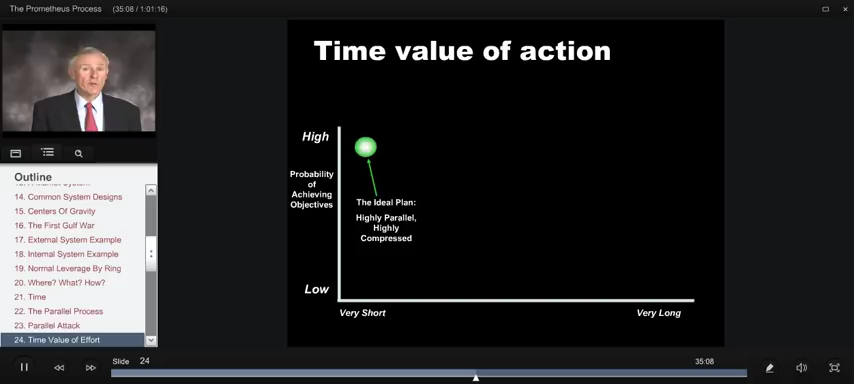 The Prometheus Process (35:08 / 1:01:16)
Time value of action
High
Probability
of
Achieving
Objectives
The Ideal Plan:
Highly Parallel,
Highly
Compressed
Low
Very Short
Very Long
Outline
14. Common System Designs
15. Centers Of Gravity
16. The First Gulf War
17. External System Example
18. Internal System Example
19. Normal Leverage By Ring
20. Where? What? How?
21. Time
22. The Parallel Process
23. Parallel Attack
24. Time Value of Effort
Slide 24
35:08